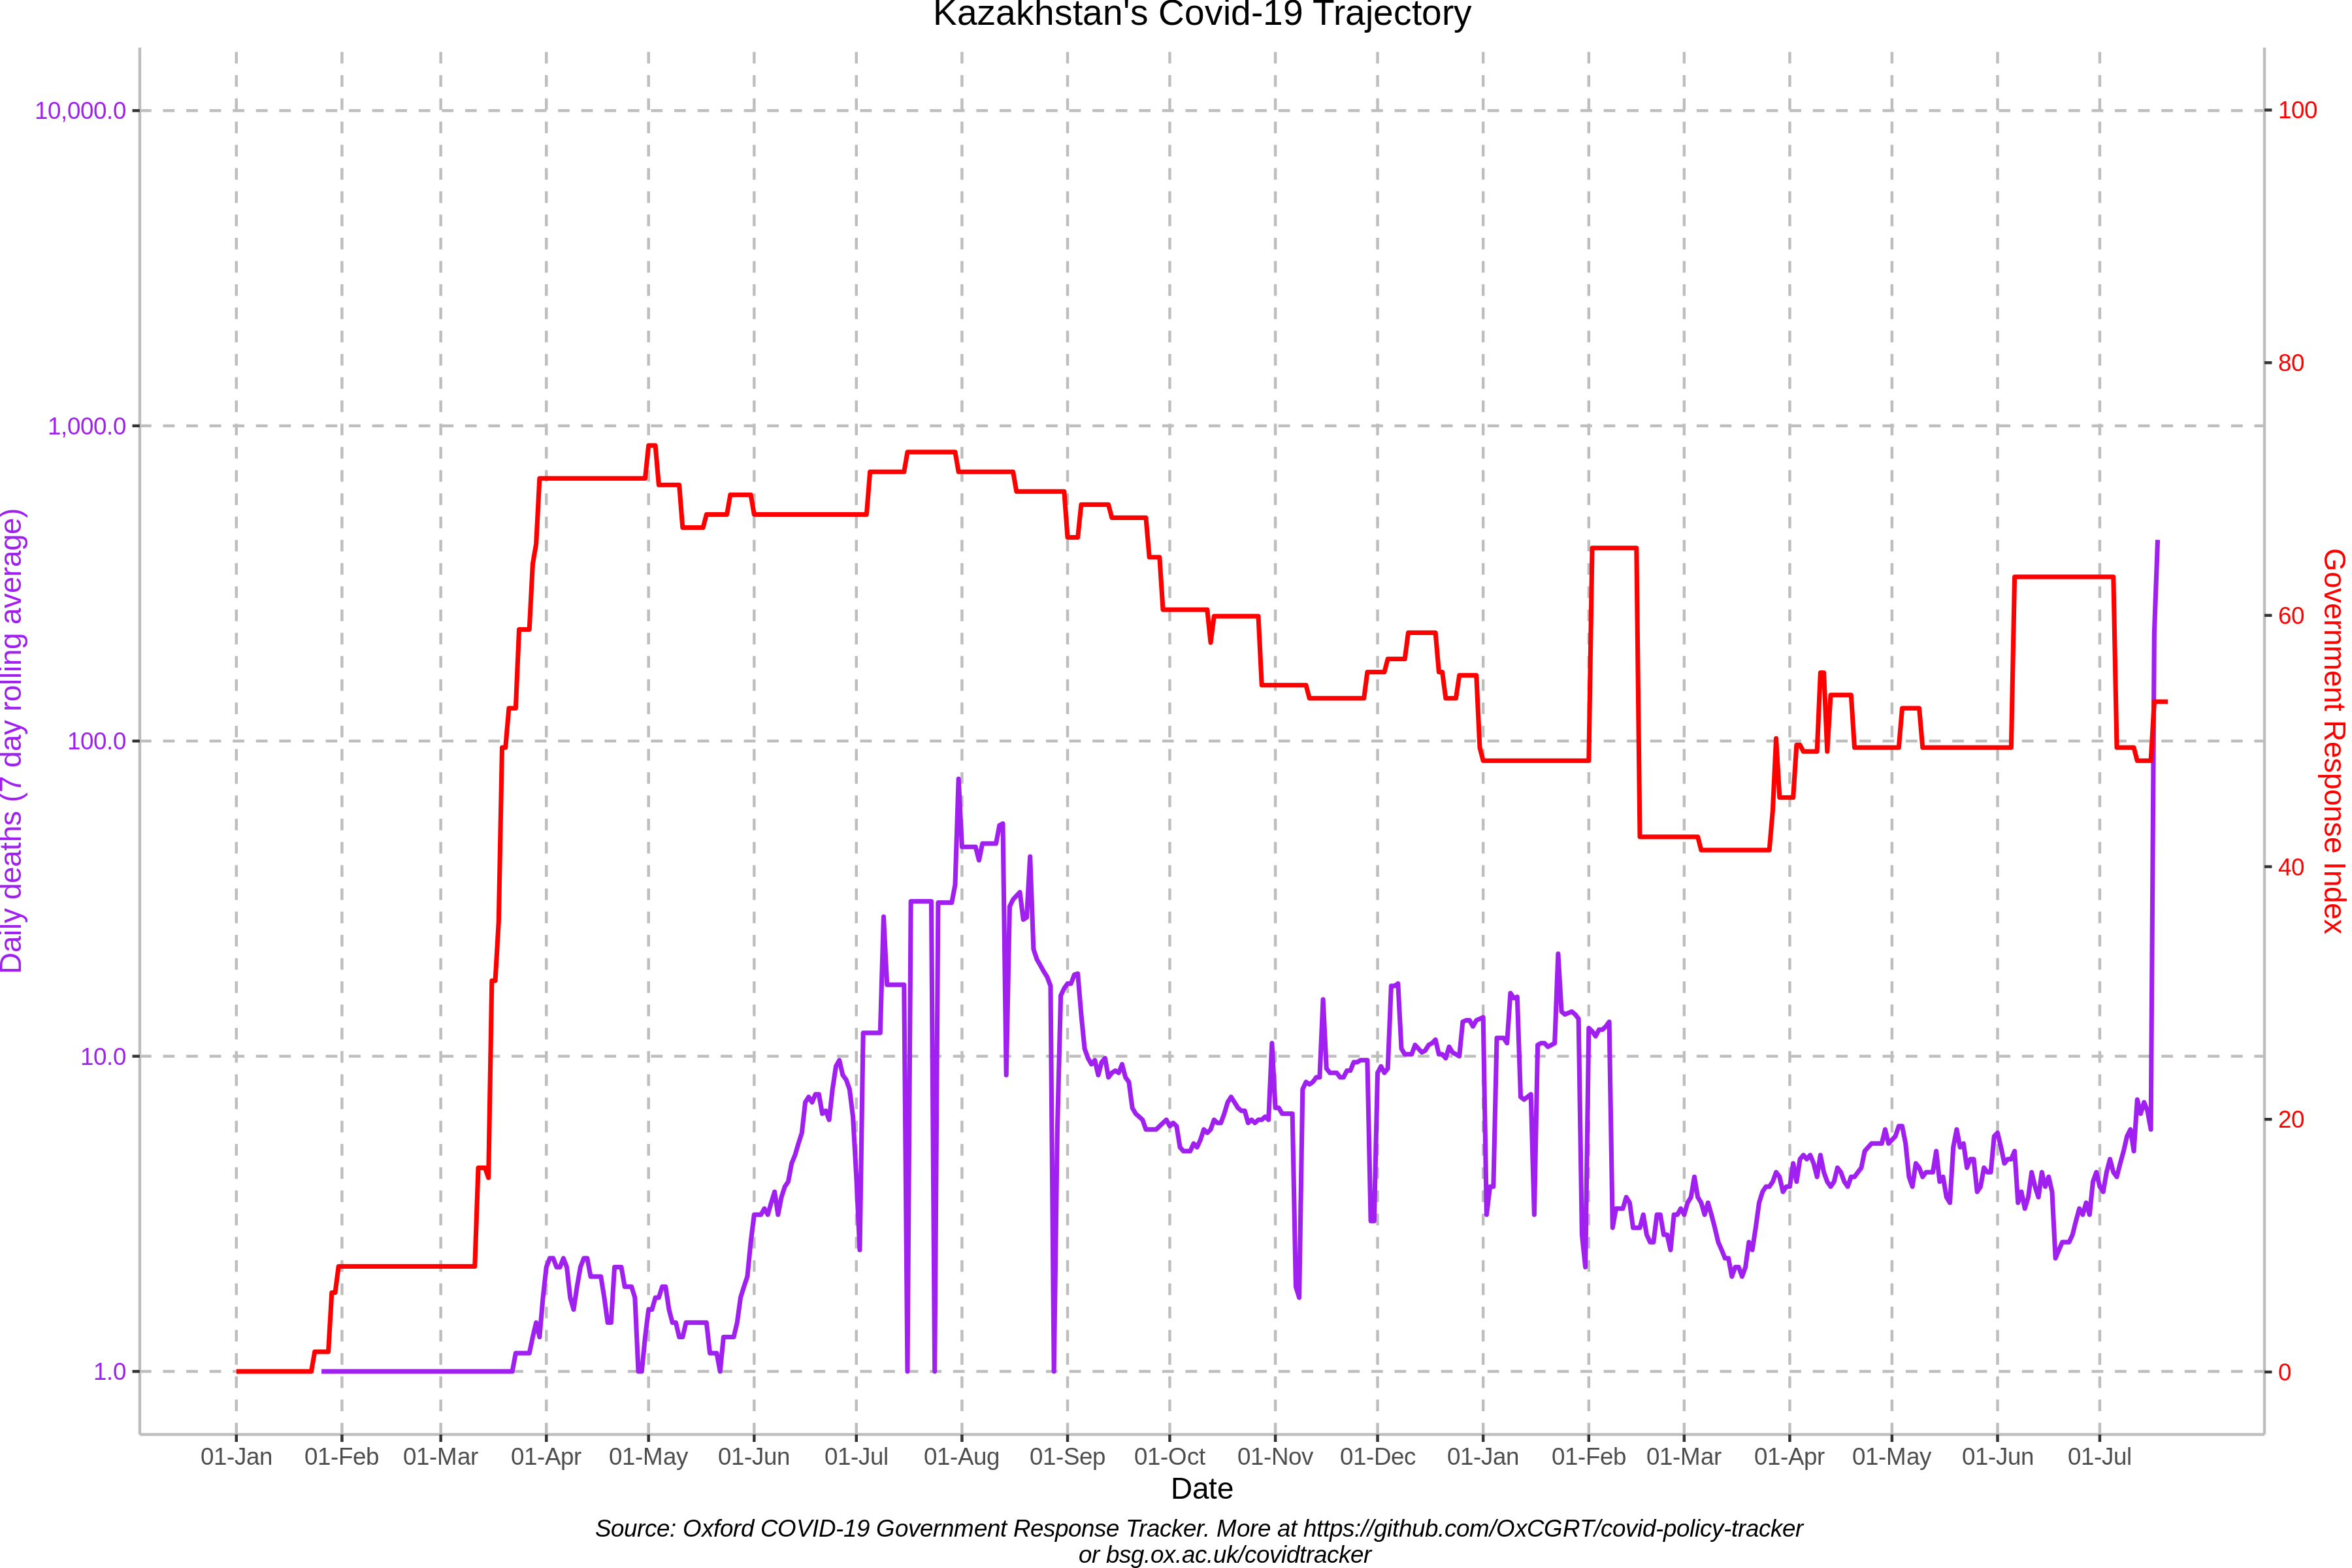 Kazakhstan's Covid-19 Trajectory
10,000.0
1,000.0
100.0
10.0
1.0
Daily deaths (7 day rolling average)
100
80
60
40
20
0
Government Response Index
01-Jan 01-Feb 01-Mar 01-Apr 01-May 01-Jun 01-Jul 01-Aug 01-Sep 01-Oct 01-Nov 01-Dec 01-Jan 01-Feb 01-Mar 01-Apr 01-May 01-Jun 01-Jul
Date
Source: Oxford COVID-19 Government Response Tracker. More at https://github.com/OxCGRT/covid-policy-tracker
or bsg.ox.ac.uk/covidtracker